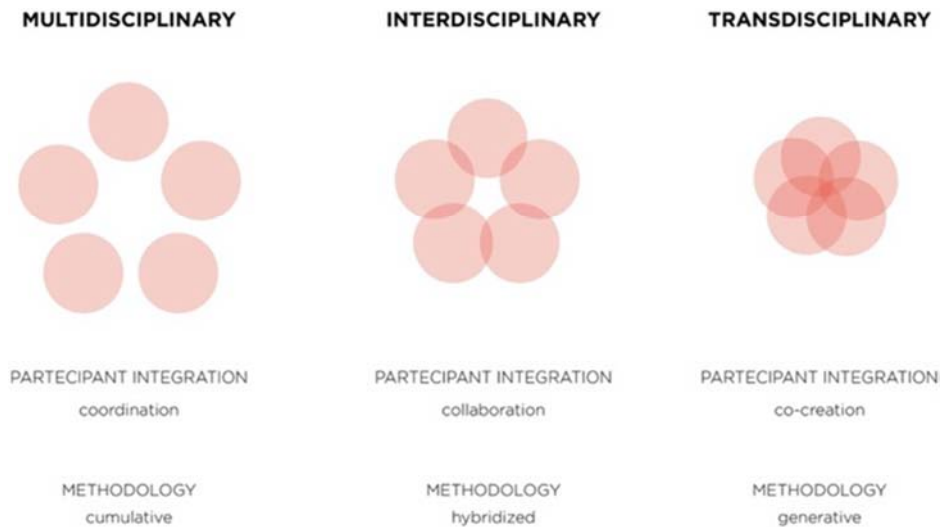 MULTIDISCIPLINARY
INTERDISCIPLINARY
TRANSDISCIPLINARY
PARTECIPANT INTEGRATION
coordination
PARTECIPANT INTEGRATION
collaboration
PARTECIPANT INTEGRATION
co-creation
METHODOLOGY
cumulative
METHODOLOGY
hybridized
METHODOLOGY
generative